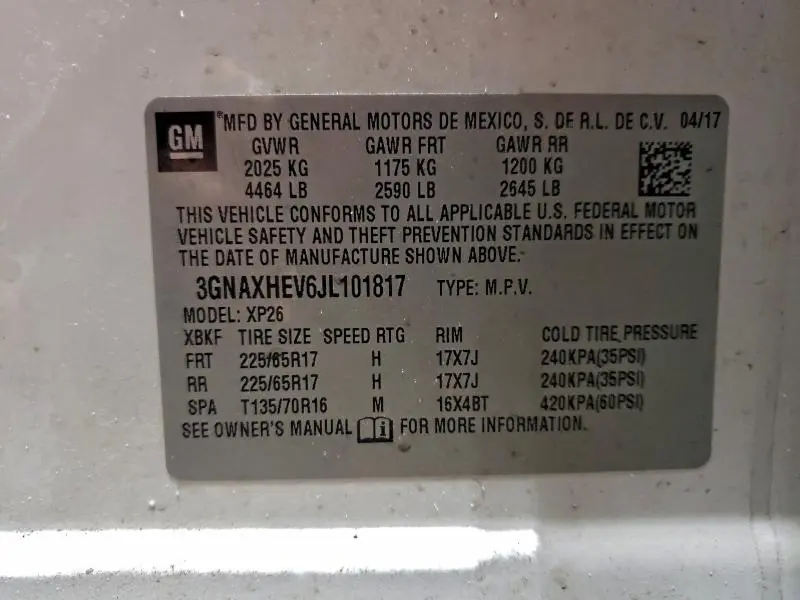 GM ®MFD BY GENERAL MOTORS DE MEXICO, S. DE R.L. DE C.V. 04/17
GVWR GAWR FRT GAWR RR
2025 KG 1175 KG 1200 KG
4464 LB 2590 LB 2645 LB
THIS VEHICLE CONFORMS TO ALL APPLICABLE U.S. FEDERAL MOTOR
VEHICLE SAFETY AND THEFT PREVENTION STANDARDS IN EFFECT ON
THE DATE OF MANUFACTURE SHOWN ABOVE.
3GNAXHEV6JL101817 TYPE: M.P.V.
MODEL: XP26
XBKF TIRE SIZE SPEED RTG RIM COLD TIRE PRESSURE
FRT 225/65R17 H 17X7J 240KPA(35PSI)
RR 225/65R17 H 17X7J 240KPA(35PSI)
SPA T135/70R16 M 16X4BT 420KPA(60PSI)
SEE OWNER'S MANUAL i FOR MORE INFORMATION.